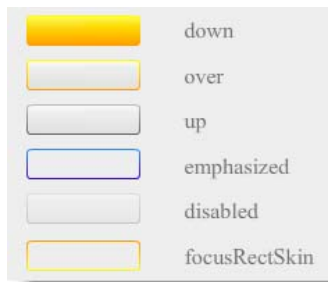 down
over
up
emphasized
disabled
focusRectSkin